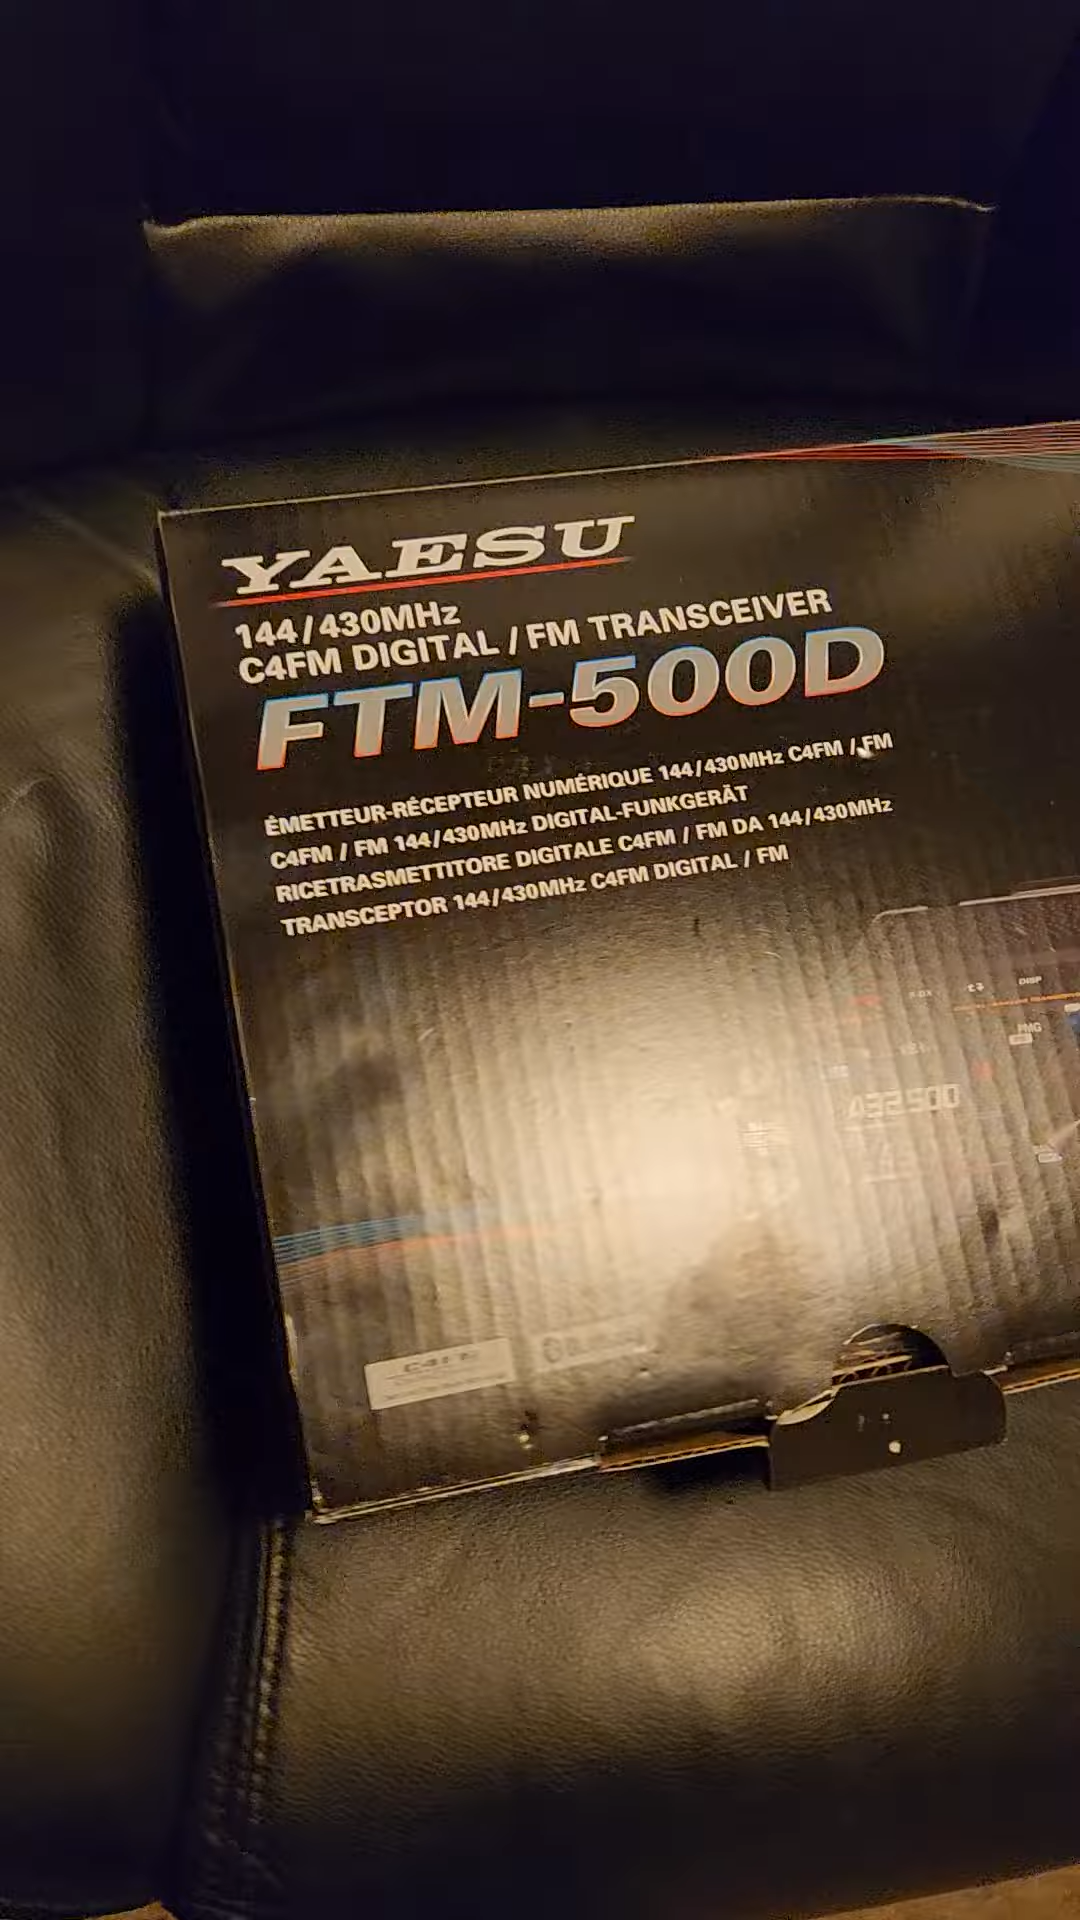 YAESU
144/430MHz
C4FM DIGITAL / FM TRANSCEIVER
FTM-500D
ÉMETTEUR-RÉCEPTEUR NUMÉRIQUE 144/430MHz C4FM / FM
C4FM / FM 144/430MHz DIGITAL-FUNKGERÄT
RICETRASMETTITORE DIGITALE C4FM / FM DA 144/430MHz
TRANSCEPTOR 144/430MHz C4FM DIGITAL / FM
DISP
PMG
432.500